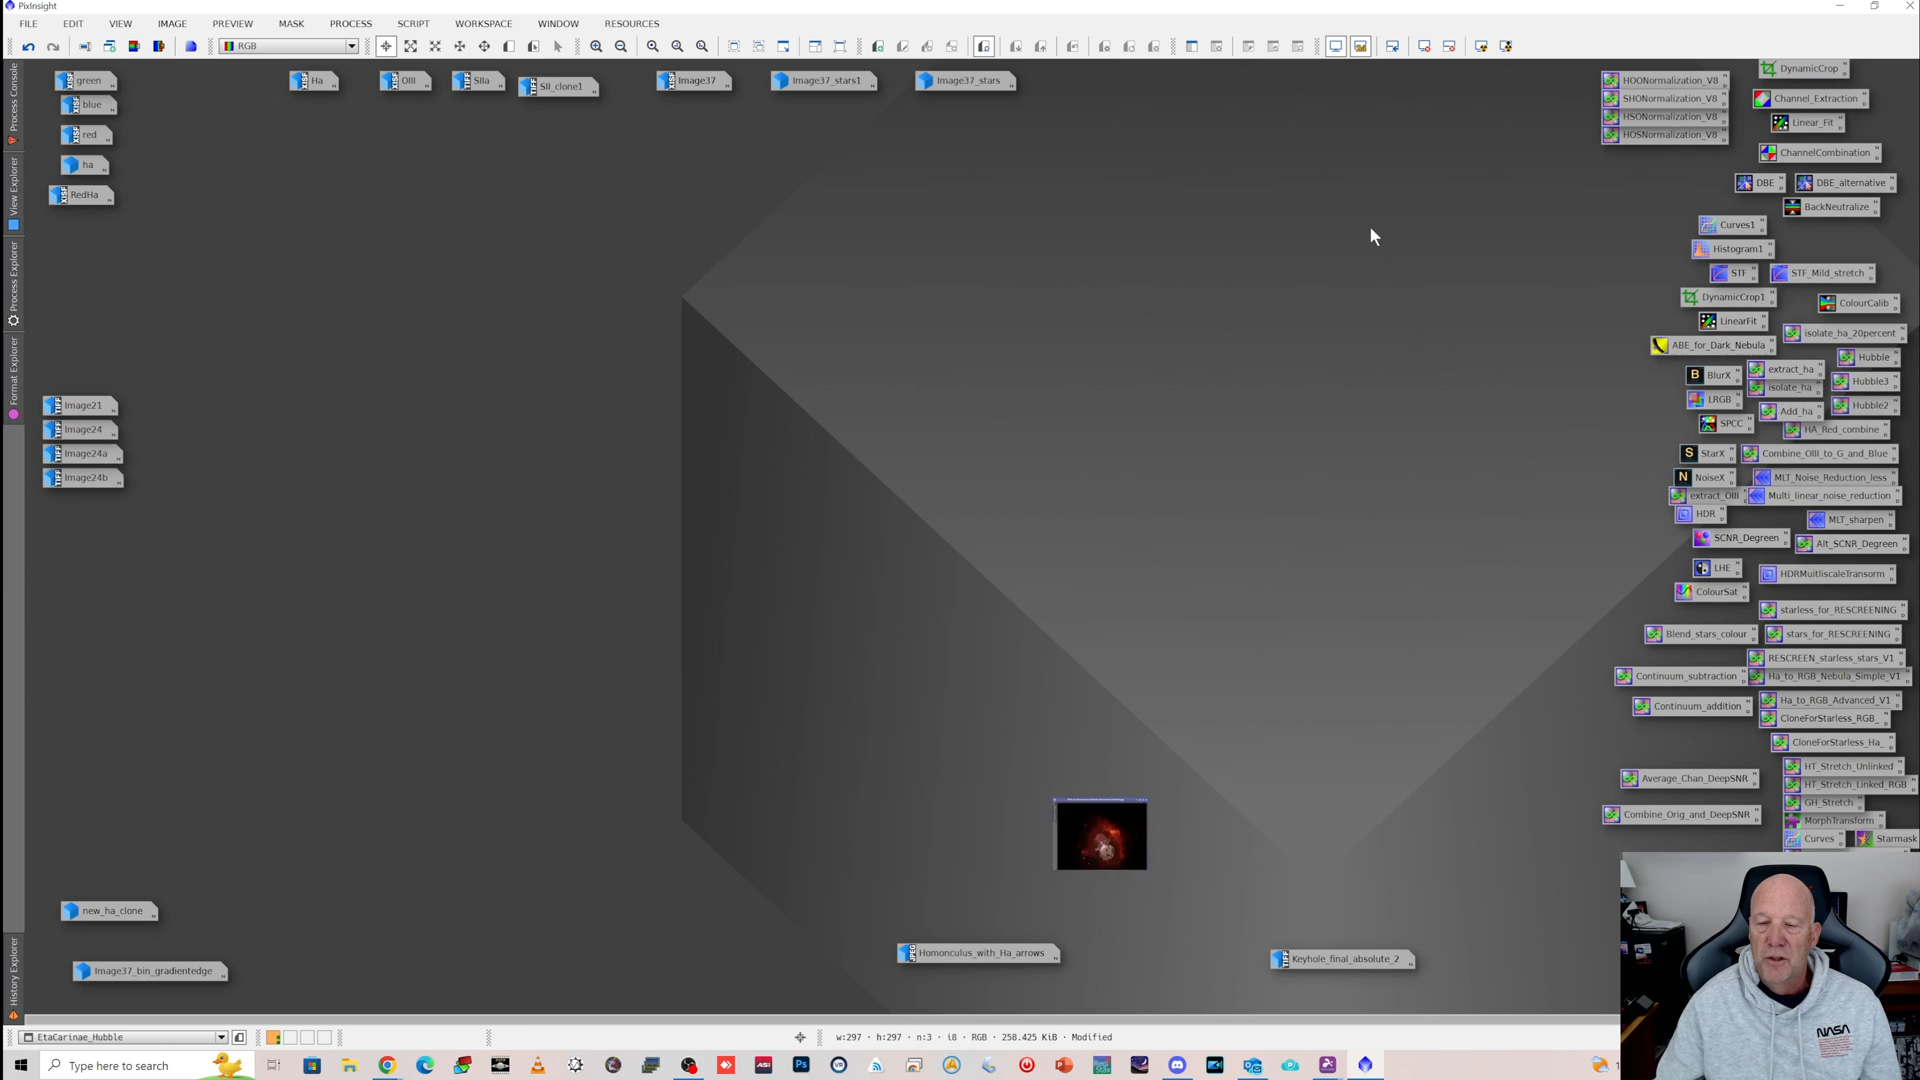 PixInsight
FILE EDIT VIEW IMAGE PREVIEW MASK PROCESS SCRIPT WORKSPACE WINDOW RESOURCES
RGB
Process Console
View Explorer
Process Explorer
Format Explorer
History Explorer
green
blue
red
ha
RedHa
Ha
OIII
SIIa
SII_clone1
Image37
Image37_stars1
Image37_stars
Image21
Image24
Image24a
Image24b
new_ha_clone
Image37_bin_gradientedge
Homonculus_with_Ha_arrows
Keyhole_final_absolute_2
HOONormalization_V8
SHONormalization_V8
HSONormalization_V8
HOSNormalization_V8
DynamicCrop
Channel_Extraction
Linear_Fit
ChannelCombination
DBE DBE_alternative
BackNeutralize
Curves1
Histogram1
STF STF_Mild_stretch
DynamicCrop1
ColourCalib
LinearFit
isolate_ha_20percent
ABE_for_Dark_Nebula
Hubble
BlurX extract_ha
Hubble3
isolate_ha
LRGB
Add_ha Hubble2
SPCC
HA_Red_combine
StarX Combine_OIII_to_G_and_Blue
NoiseX MLT_Noise_Reduction_less
extract_OIII Multi_linear_noise_reduction
HDR
MLT_sharpen
SCNR_Degreen Alt_SCNR_Degreen
LHE HDRMuitliscaleTransorm
ColourSat
starless_for_RESCREENING
Blend_stars_colour stars_for_RESCREENING
RESCREEN_starless_stars_V1
Continuum_subtraction Ha_to_RGB_Nebula_Simple_V1
Continuum_addition Ha_to_RGB_Advanced_V1
CloneForStarless_RGB_
CloneForStarless_Ha_
HT_Stretch_Unlinked
Average_Chan_DeepSNR HT_Stretch_Linked_RGB
GH_Stretch
Combine_Orig_and_DeepSNR MorphTransform
Curves Starmask
NASA
EtaCarinae_Hubble
w:297 · h:297 · n:3 · i8 · RGB · 258.425 KiB · Modified
Type here to search